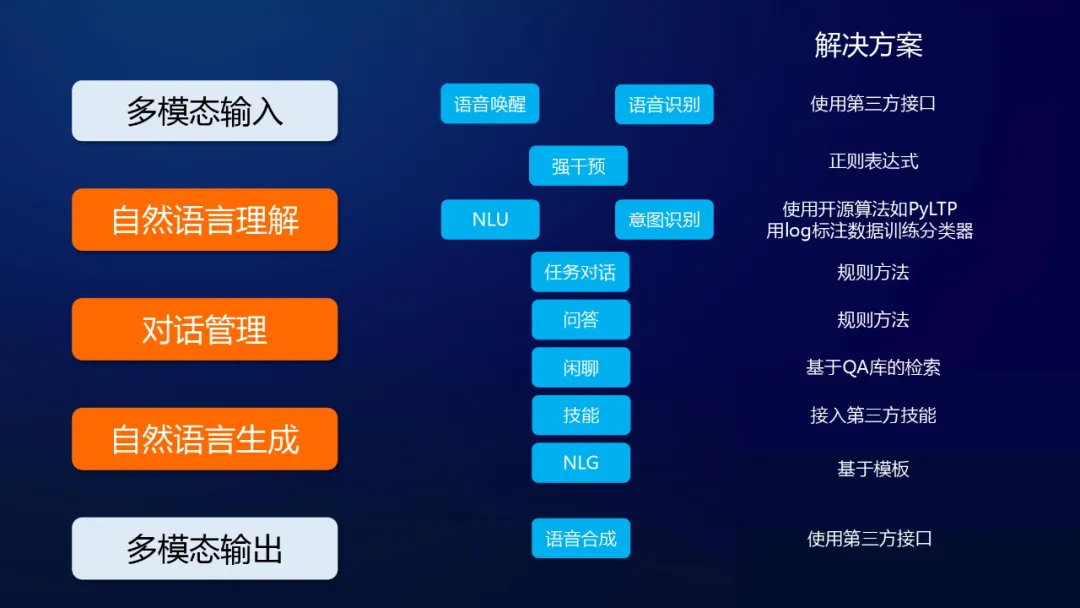 解决方案
多模态输入
语音唤醒
语音识别
使用第三方接口
强干预
正则表达式
自然语言理解
NLU
意图识别
使用开源算法如PyLTP
用log标注数据训练分类器
任务对话
规则方法
对话管理
问答
规则方法
闲聊
基于QA库的检索
技能
接入第三方技能
自然语言生成
NLG
基于模板
多模态输出
语音合成
使用第三方接口